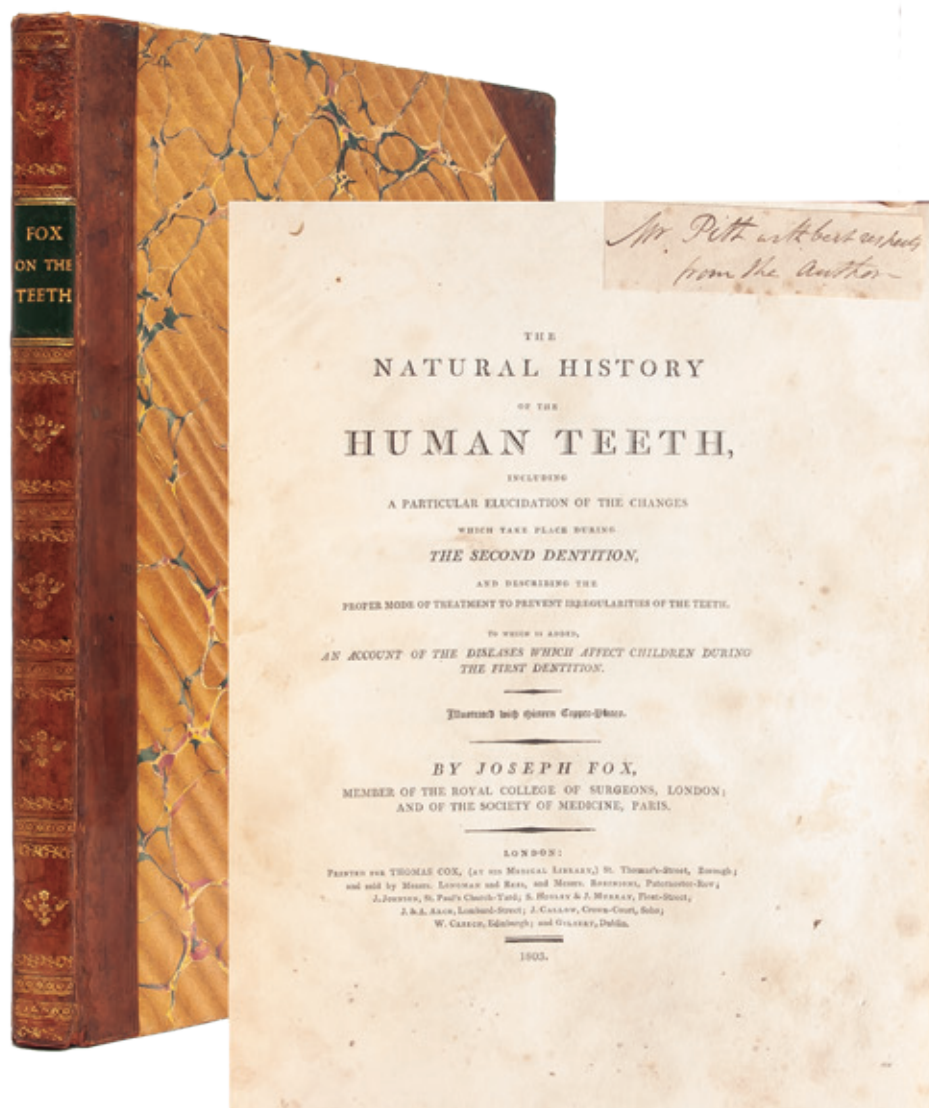 FOX
ON THE
TEETH
Mr Pitt with best respects
from the Author
THE
NATURAL HISTORY
OF THE
HUMAN TEETH,
INCLUDING
A PARTICULAR ELUCIDATION OF THE CHANGES
WHICH TAKE PLACE DURING
THE SECOND DENTITION,
AND DESCRIBING THE
PROPER MODE OF TREATMENT TO PREVENT IRREGULARITIES OF THE TEETH.
TO WHICH IS ADDED,
AN ACCOUNT OF THE DISEASES WHICH AFFECT CHILDREN DURING
THE FIRST DENTITION.
Illustrated with thirteen Copper-Plates.
BY JOSEPH FOX,
MEMBER OF THE ROYAL COLLEGE OF SURGEONS, LONDON;
AND OF THE SOCIETY OF MEDICINE, PARIS.
LONDON:
PRINTED FOR THOMAS COX, (AT HIS MEDICAL LIBRARY,) St. Thomas's-Street, Borough;
and sold by Messrs. LONGMAN and REES, and Messrs. ROBINSONS, Paternoster-Row;
J. JOHNSON, St. Paul's Church-Yard; S. HIGHLEY & J. MURRAY, Fleet-Street;
J. & A. ARCH, Lombard-Street; J. CALLOW, Crown-Court, Soho;
W. CREECH, Edinburgh; and GILBERT, Dublin.
1803.